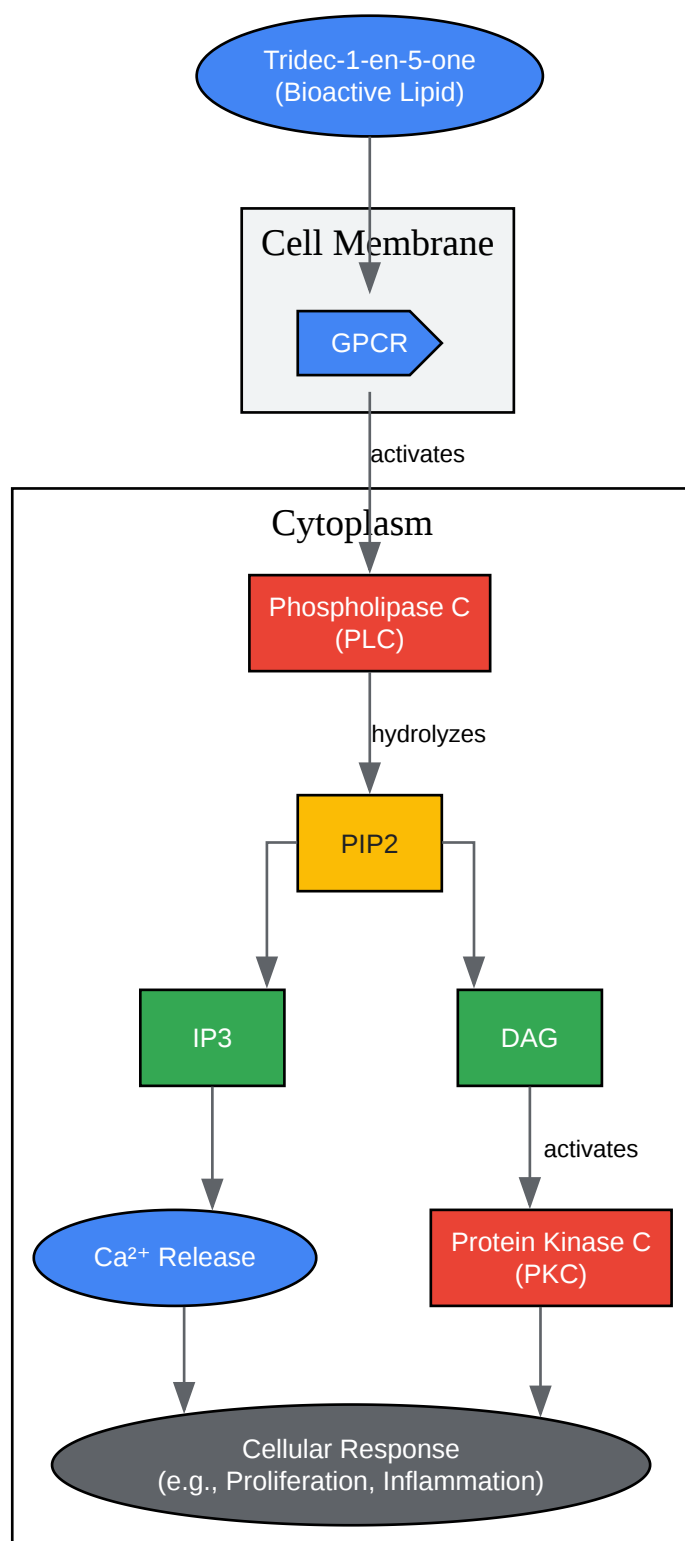 Tridec-1-en-5-one
(Bioactive Lipid)
Cell Membrane
GPCR
activates
Cytoplasm
Phospholipase C
(PLC)
hydrolyzes
PIP2
IP3
DAG
activates
Ca²⁺ Release
Protein Kinase C
(PKC)
Cellular Response
(e.g., Proliferation, Inflammation)